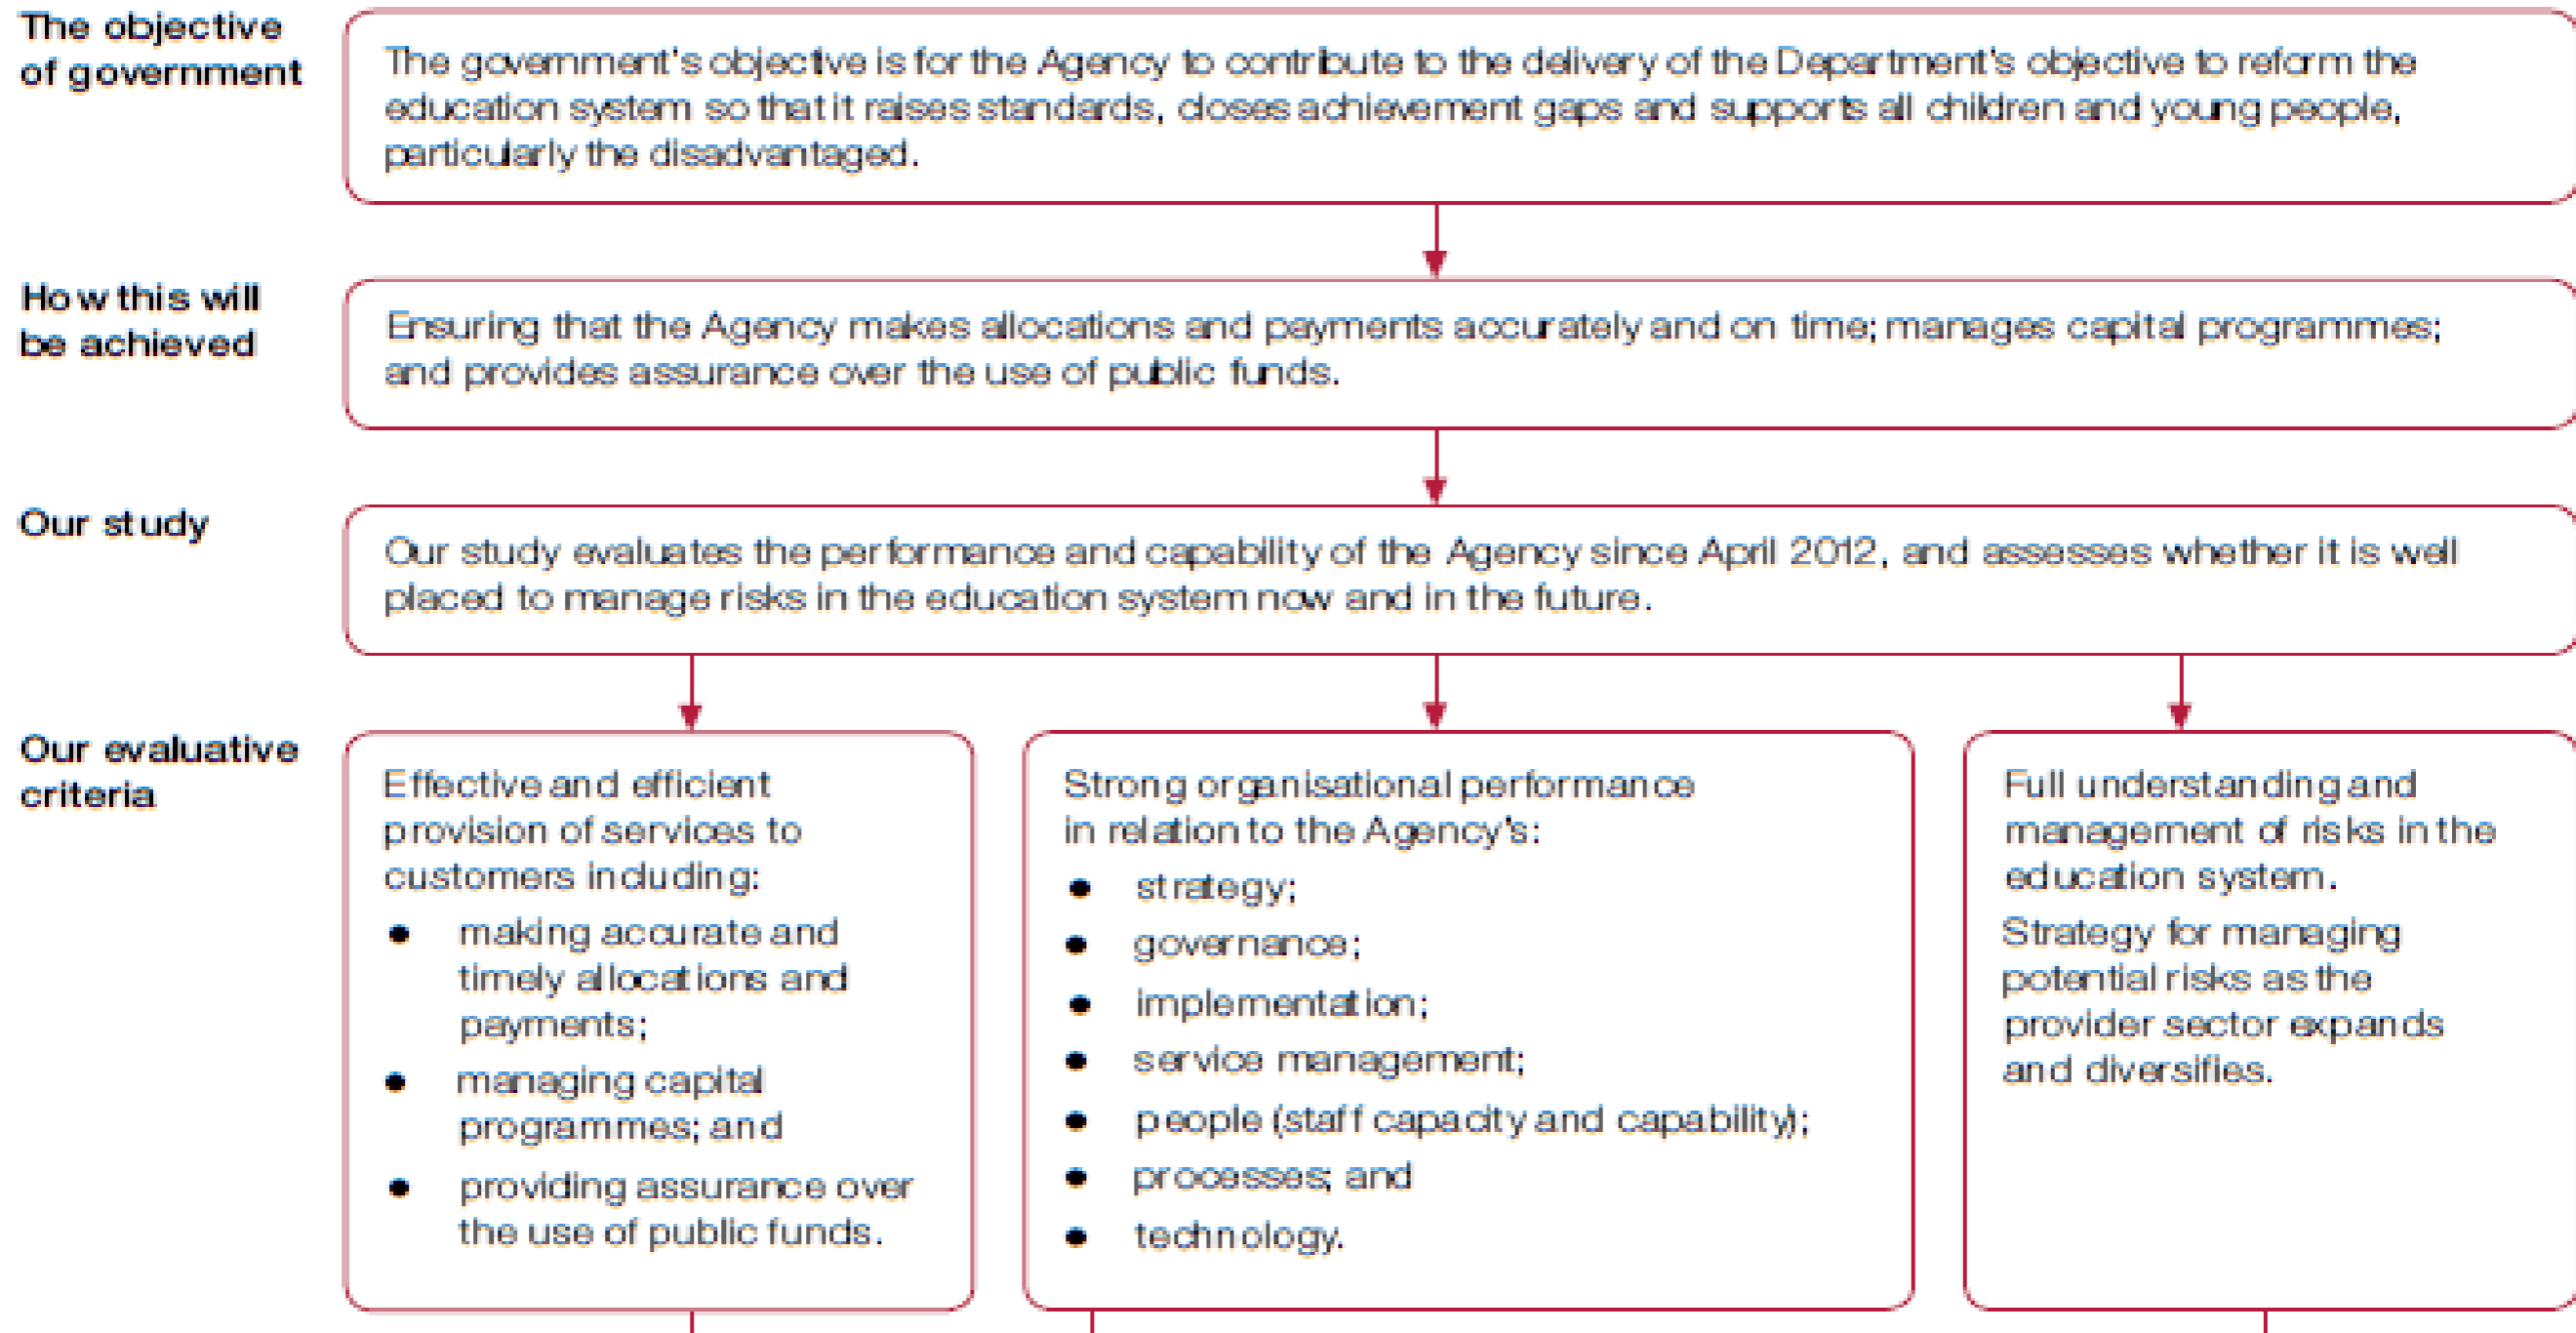 The objective
of government
The government's objective is for the Agency to contribute to the delivery of the Department's objective to reform the
education system so that it raises standards, closes achievement gaps and supports all children and young people,
particularly the disadvantaged.
How this will
be achieved
Ensuring that the Agency makes allocations and payments accurately and on time; manages capital programmes;
and provides assurance over the use of public funds.
Our study
Our study evaluates the performance and capability of the Agency since April 2012, and assesses whether it is well
placed to manage risks in the education system now and in the future.
Our evaluative
criteria
Effective and efficient
provision of services to
customers including:
● making accurate and
timely allocations and
payments;
● managing capital
programmes; and
● providing assurance over
the use of public funds.
Strong organisational performance
in relation to the Agency's:
● strategy;
● governance;
● implementation;
● service management;
● people (staff capacity and capability);
● processes; and
● technology.
Full understanding and
management of risks in the
education system.
Strategy for managing
potential risks as the
provider sector expands
and diversifies.